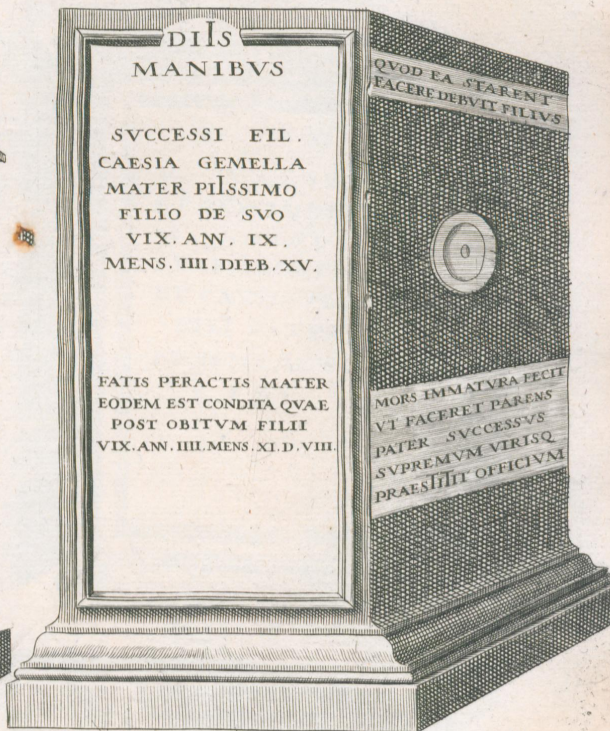 DIIS
MANIBVS
SVCCESSI FIL.
CAESIA GEMELLA
MATER PIISSIMO
FILIO DE SVO
VIX. ANN. IX.
MENS. IIII. DIEB. XV.
FATIS PERACTIS MATER
EODEM EST CONDITA QVAE
POST OBITVM FILII
VIX. ANN. IIII. MENS. XI. D. VIII.
QVOD EA STARENT
FACERE DEBVIT FILIVS
MORS IMMATVRA FECIT
VT FACERET PARENS
PATER SVCCESSVS
SVPREMVM VIRISQ
PRAESTITIT OFFICIVM